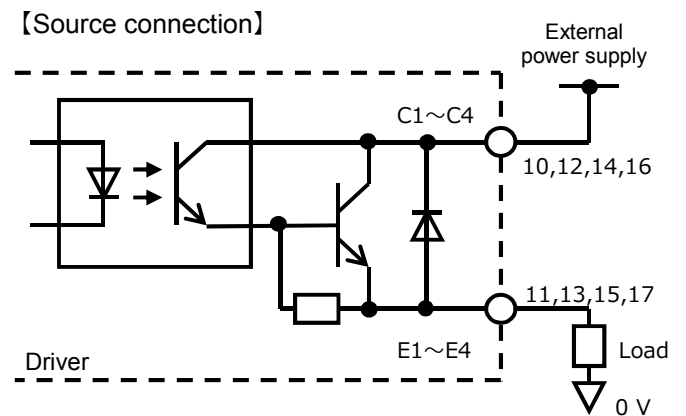 【Source connection】
External
power supply
C1～C4
10,12,14,16
11,13,15,17
E1～E4
Load
Driver
0 V